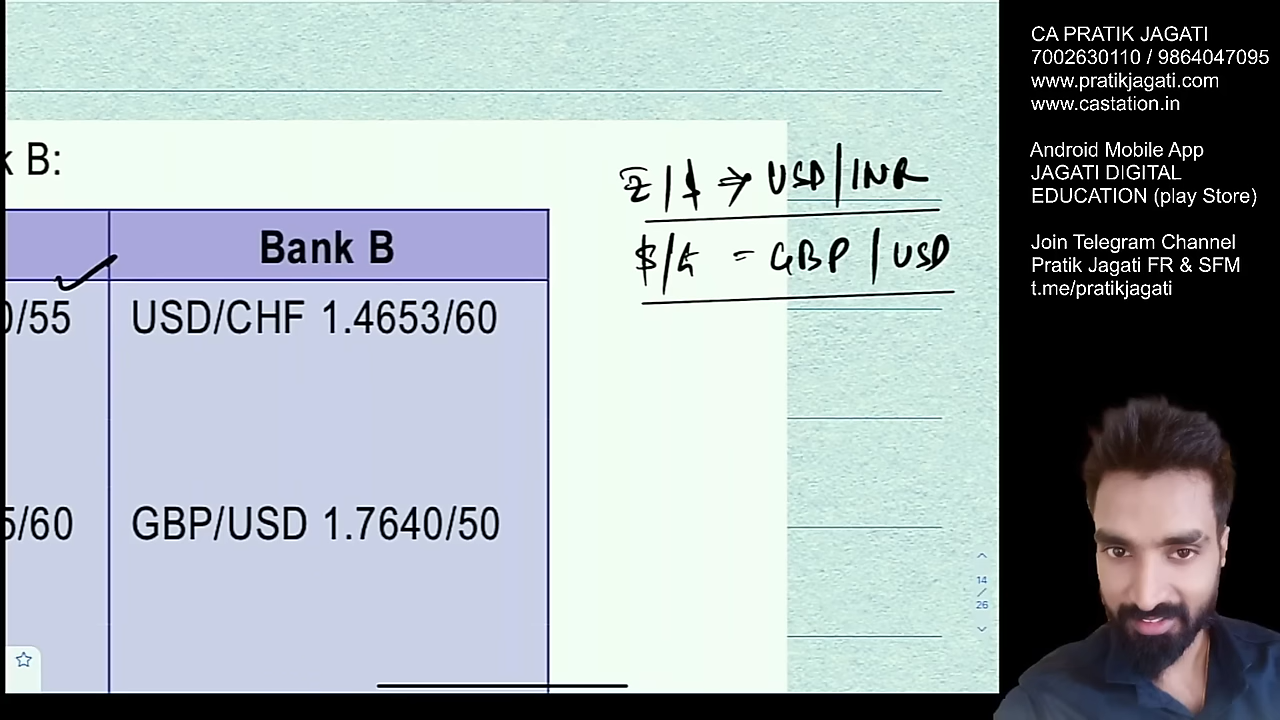 k B:
Bank B
0/55 USD/CHF 1.4653/60
5/60 GBP/USD 1.7640/50
⇒ USD/INR
= GBP/USD
14
/
26
CA PRATIK JAGATI
7002630110 / 9864047095
www.pratikjagati.com
www.castation.in
Android Mobile App
JAGATI DIGITAL
EDUCATION (play Store)
Join Telegram Channel
Pratik Jagati FR & SFM
t.me/pratikjagati